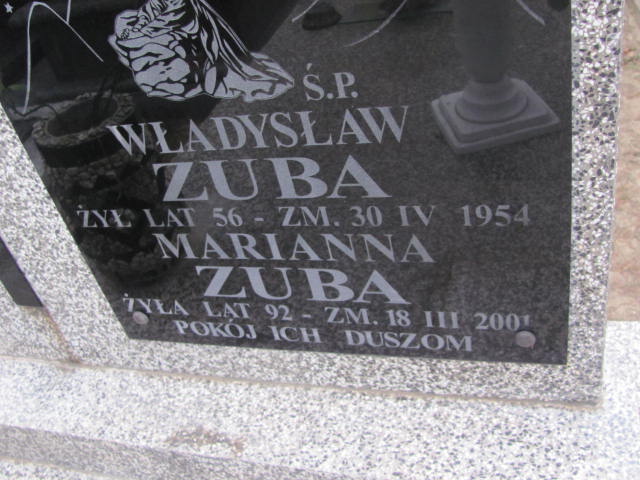 Ś.P.
WŁADYSŁAW
ZUBA
ŻYŁ LAT 56 - ZM. 30 IV 1954
MARIANNA
ZUBA
ŻYŁA LAT 92 - ZM. 18 III 2001
POKÓJ ICH DUSZOM